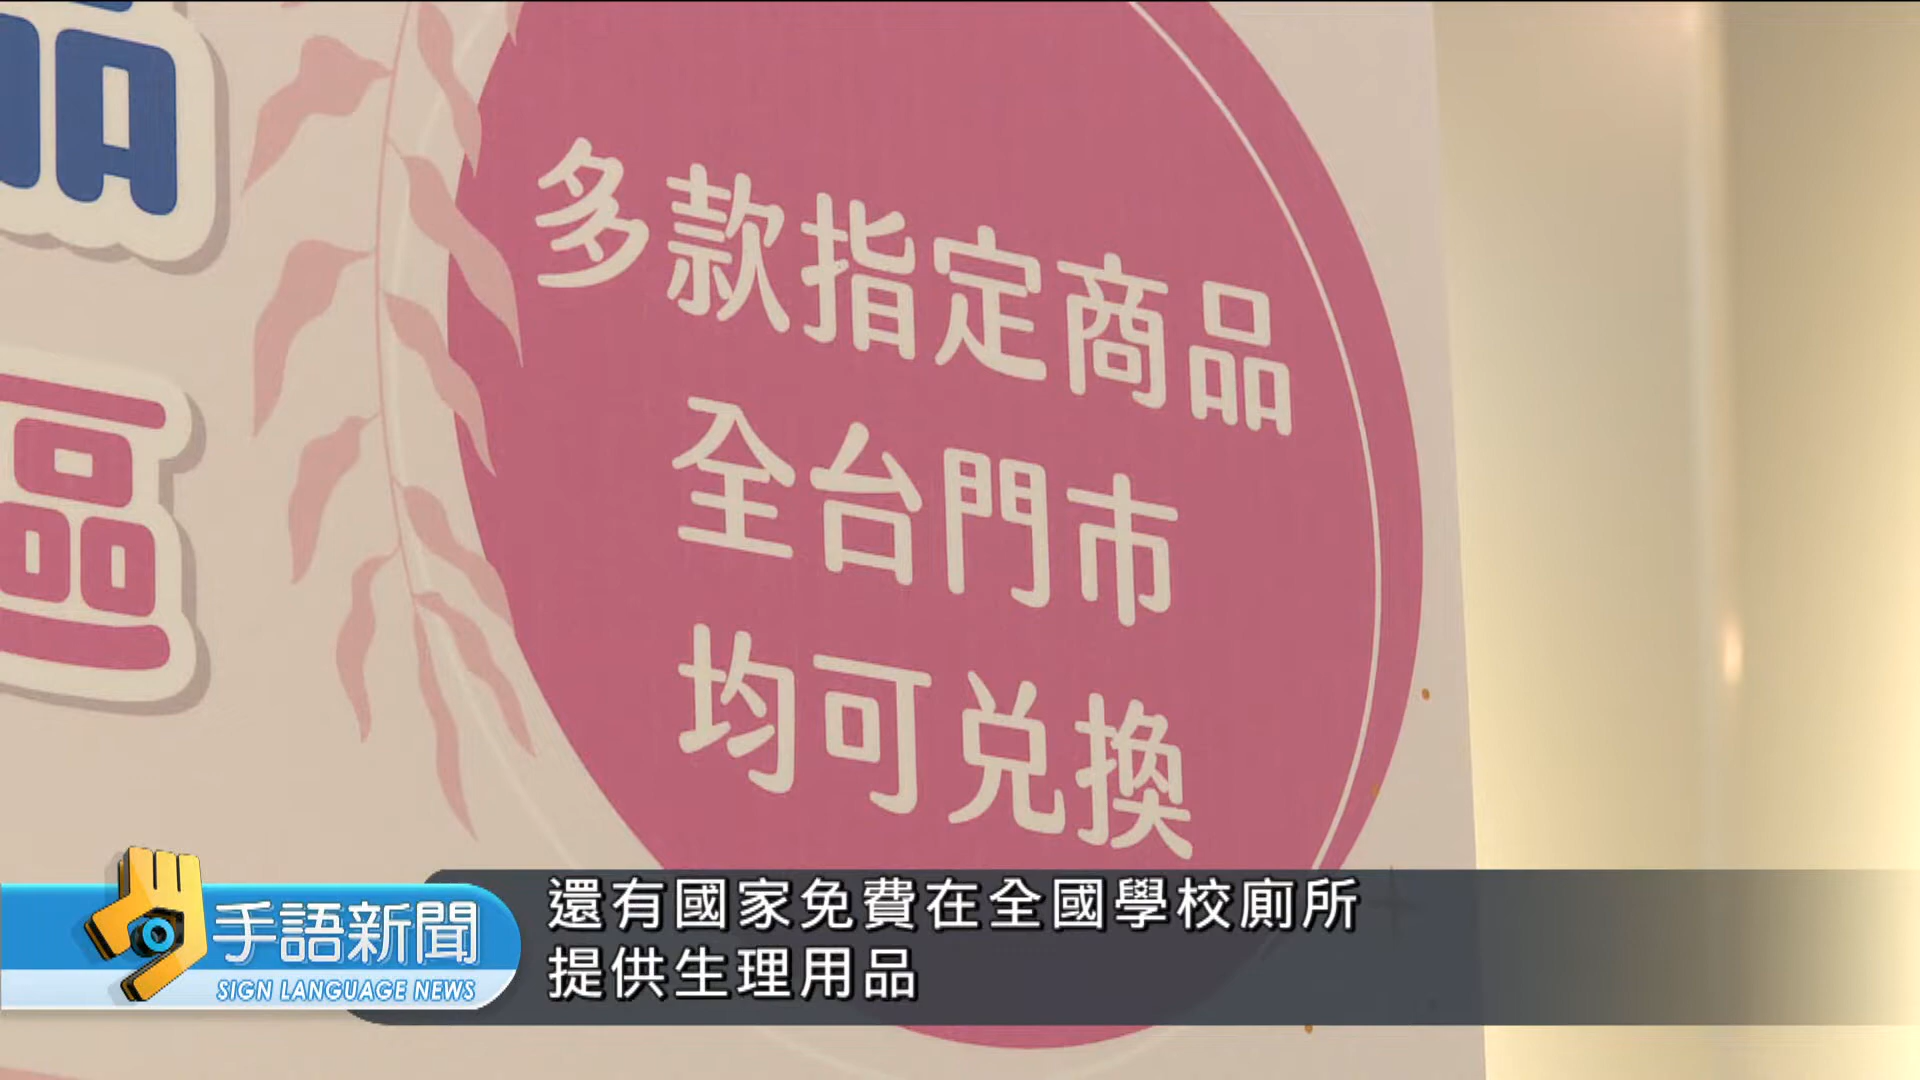 品
區
多款指定商品
全台門市
均可兌換
手語新聞
SIGN LANGUAGE NEWS
還有國家免費在全國學校廁所
提供生理用品